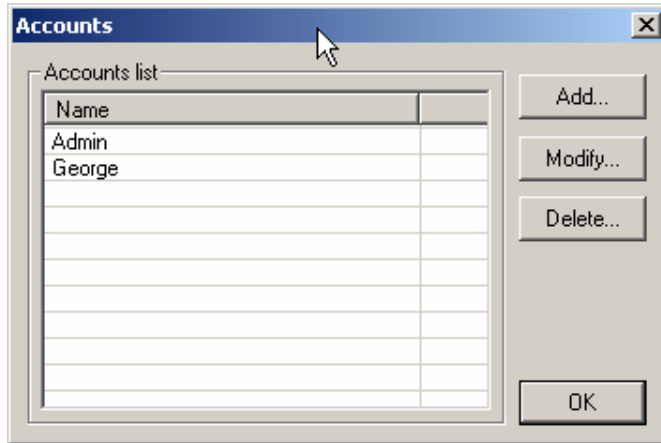 Accounts
Accounts list
Name
Admin
George
Add...
Modify...
Delete...
OK